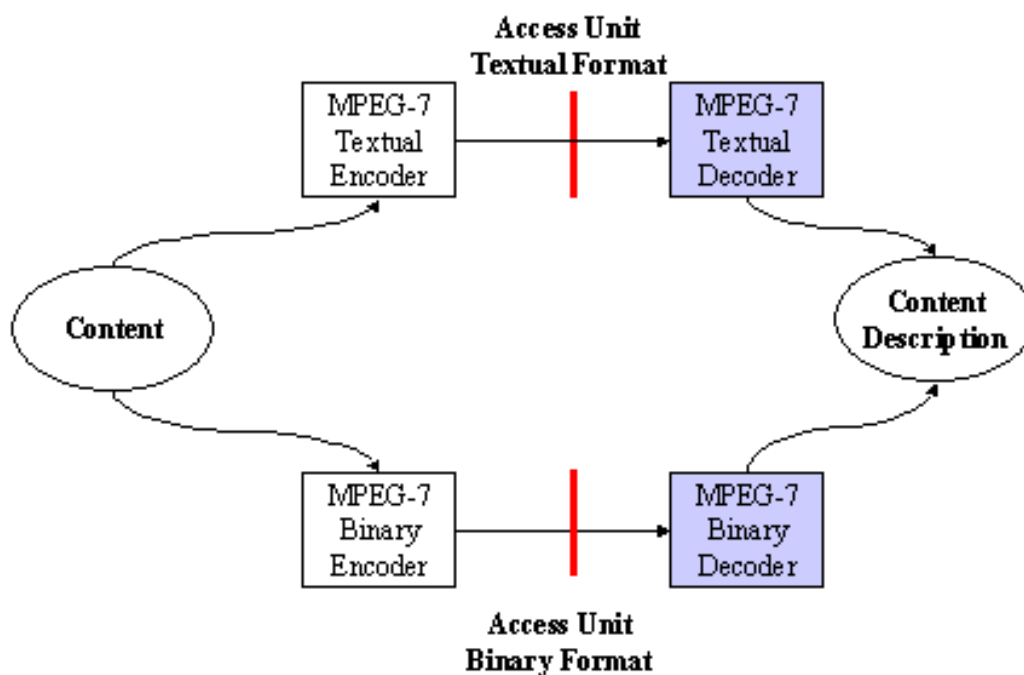 Access Unit
Textual Format
MPEG-7
Textual
Encoder
MPEG-7
Textual
Decoder
Content
Content
Description
MPEG-7
Binary
Encoder
MPEG-7
Binary
Decoder
Access Unit
Binary Format